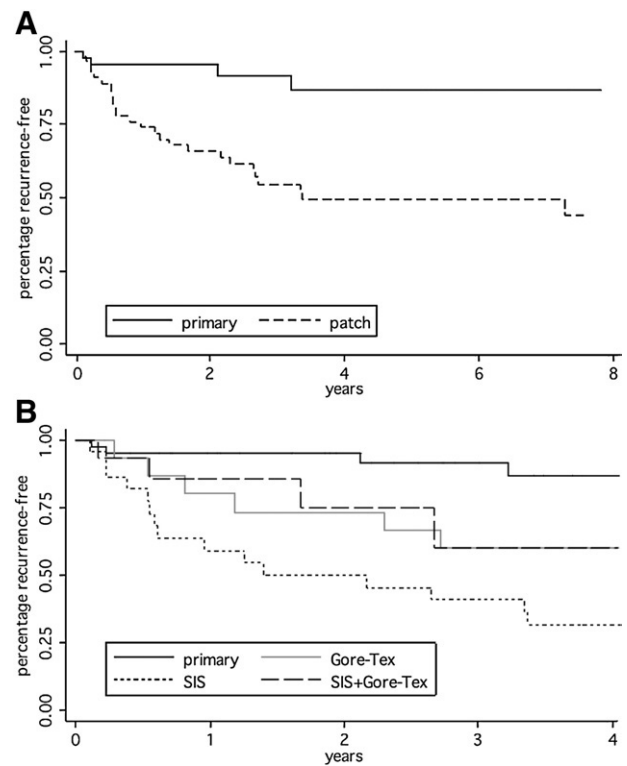 A
percentage recurrence-free
1.00
0.75
0.50
0.25
0.00
primary patch
0 2 4 6 8
years
B
percentage recurrence-free
1.00
0.75
0.50
0.25
0.00
primary Gore-Tex
SIS SIS+Gore-Tex
0 1 2 3 4
years